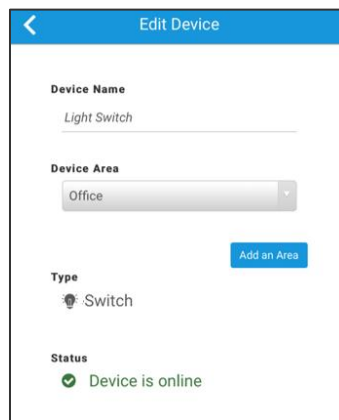 Edit Device
Device Name
Light Switch
Device Area
Office
Add an Area
Type
Switch
Status
Device is online